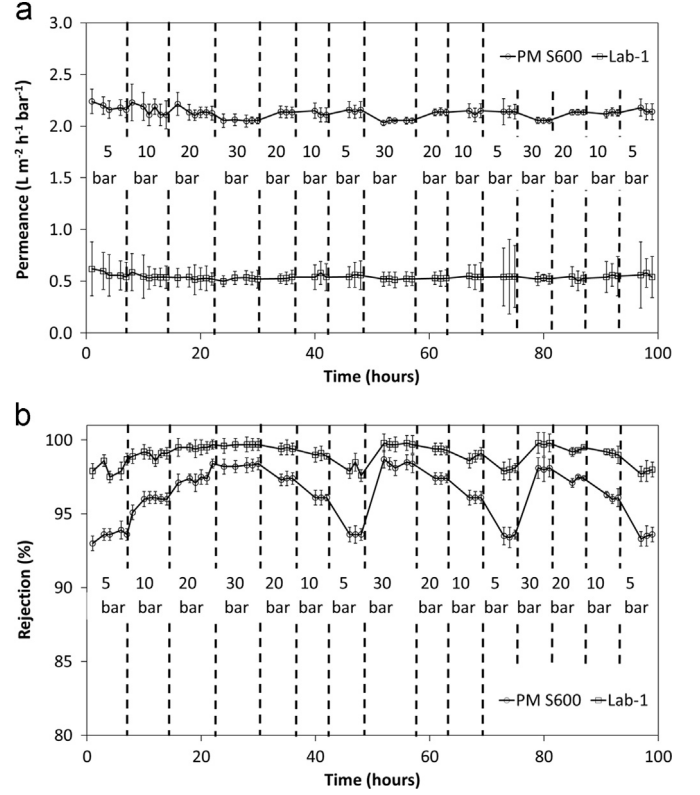 a
3.0
2.5
2.0
1.5
1.0
0.5
0.0
Permeance (L m⁻² h⁻¹ bar⁻¹)
PM S600 Lab-1
5 10 20 30 20 10 5 30 20 10 5 30 20 10 5
bar bar bar bar bar bar bar bar bar bar bar bar bar bar bar
0 20 40 60 80 100
Time (hours)
b
100
95
90
85
80
Rejection (%)
5 10 20 30 20 10 5 30 20 10 5 30 20 10 5
bar bar bar bar bar bar bar bar bar bar bar bar bar bar bar
PM S600 Lab-1
0 20 40 60 80 100
Time (hours)